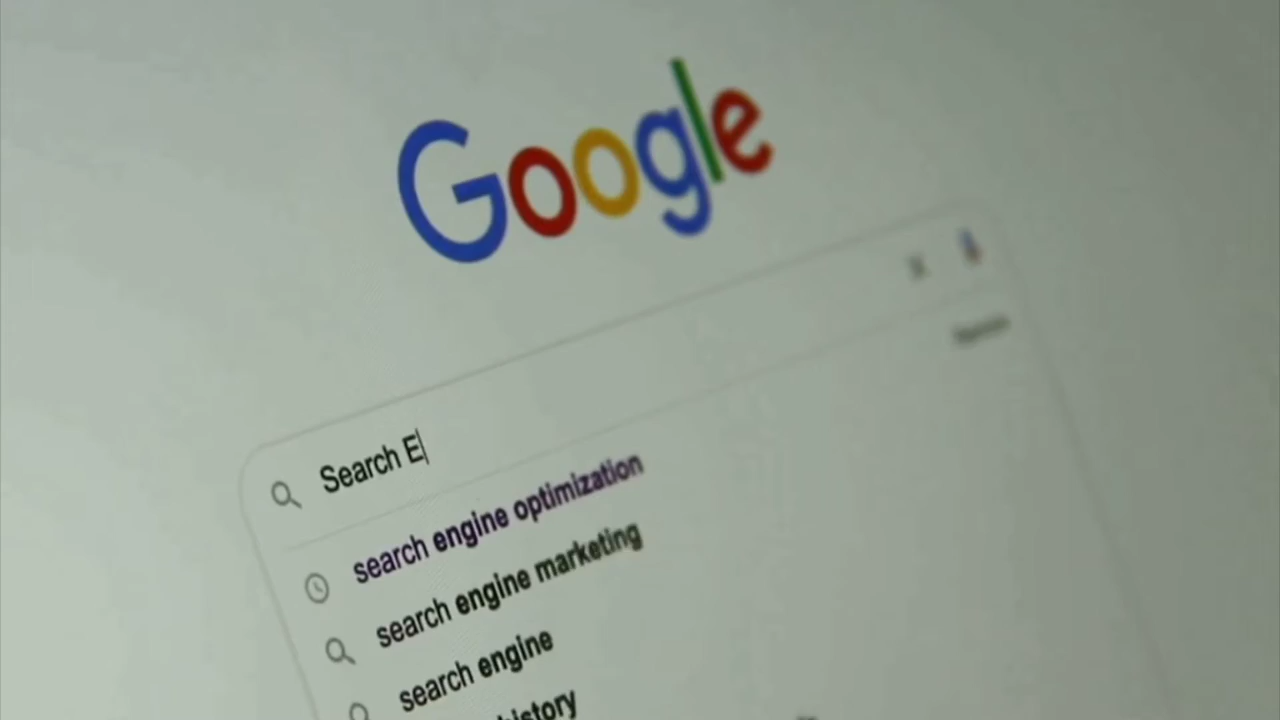 Google
Search E
search engine optimization
search engine marketing
search engine
history